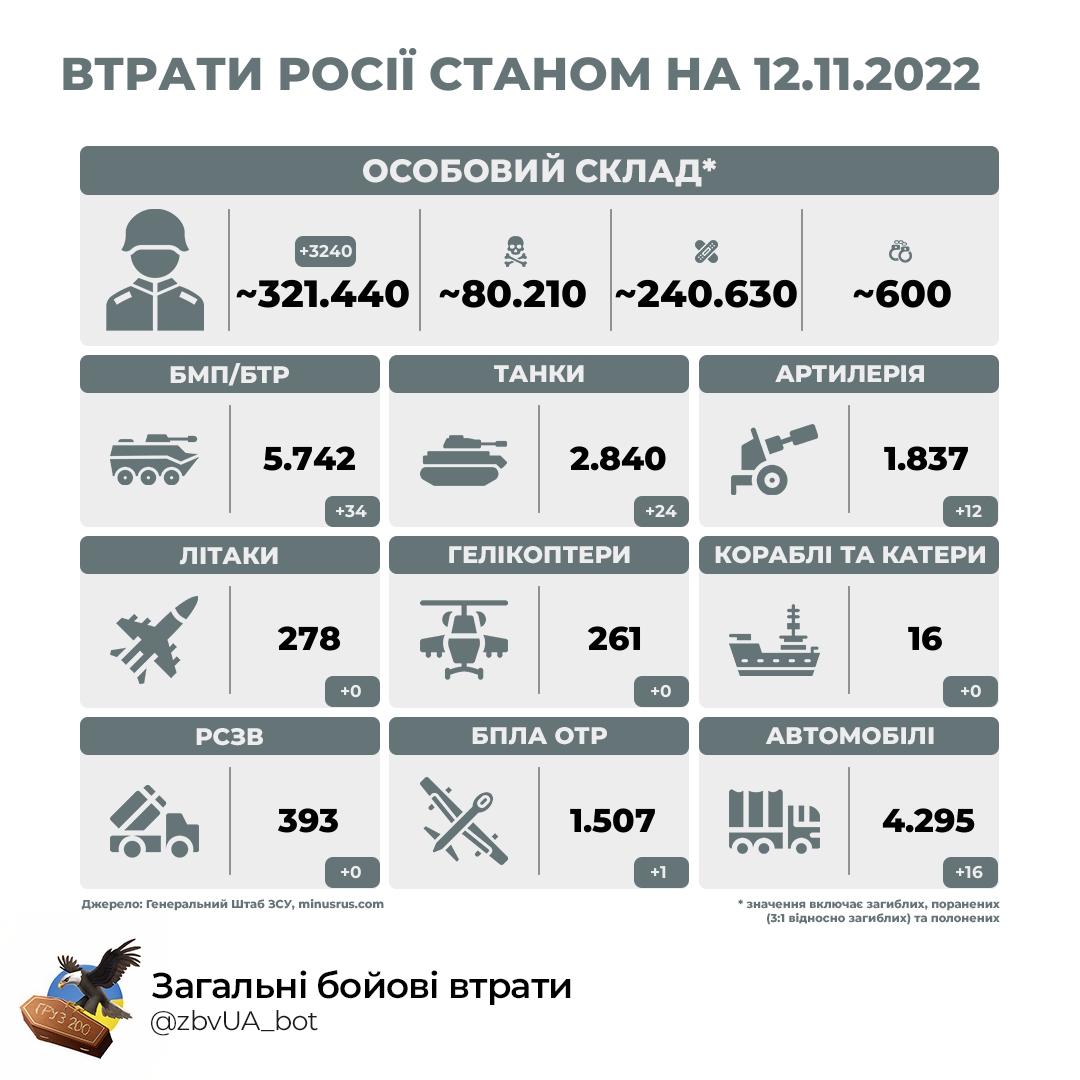 ВТРАТИ РОСІЇ СТАНОМ НА 12.11.2022
ОСОБОВИЙ СКЛАД*
+3240
~321.440 ~80.210 ~240.630 ~600
БМП/БТР ТАНКИ АРТИЛЕРІЯ
5.742 2.840 1.837
+34 +24 +12
ЛІТАКИ ГЕЛІКОПТЕРИ КОРАБЛІ ТА КАТЕРИ
278 261 16
+0 +0 +0
РСЗВ БПЛА ОТР АВТОМОБІЛІ
393 1.507 4.295
+0 +1 +16
Джерело: Генеральний Штаб ЗСУ, minusrus.com
* значення включає загиблих, поранених
(3:1 відносно загиблих) та полонених
Загальні бойові втрати
@zbvUA_bot
ГРУЗ 200